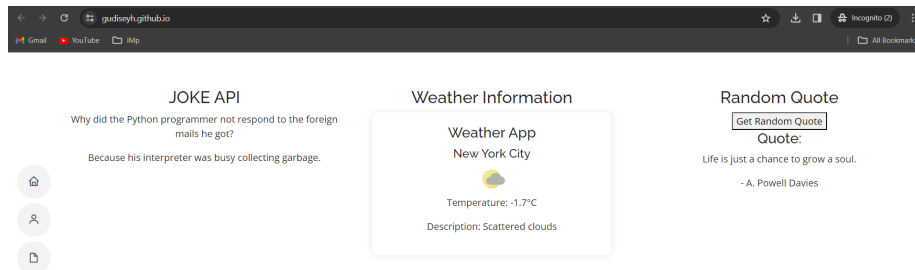 gudiseyh.github.io
Incognito (2)
Gmail
YouTube
IMp
All Bookmark
JOKE API
Why did the Python programmer not respond to the foreign
mails he got?
Because his interpreter was busy collecting garbage.
Weather Information
Weather App
New York City
Temperature: -1.7°C
Description: Scattered clouds
Random Quote
Get Random Quote
Quote:
Life is just a chance to grow a soul.
- A. Powell Davies